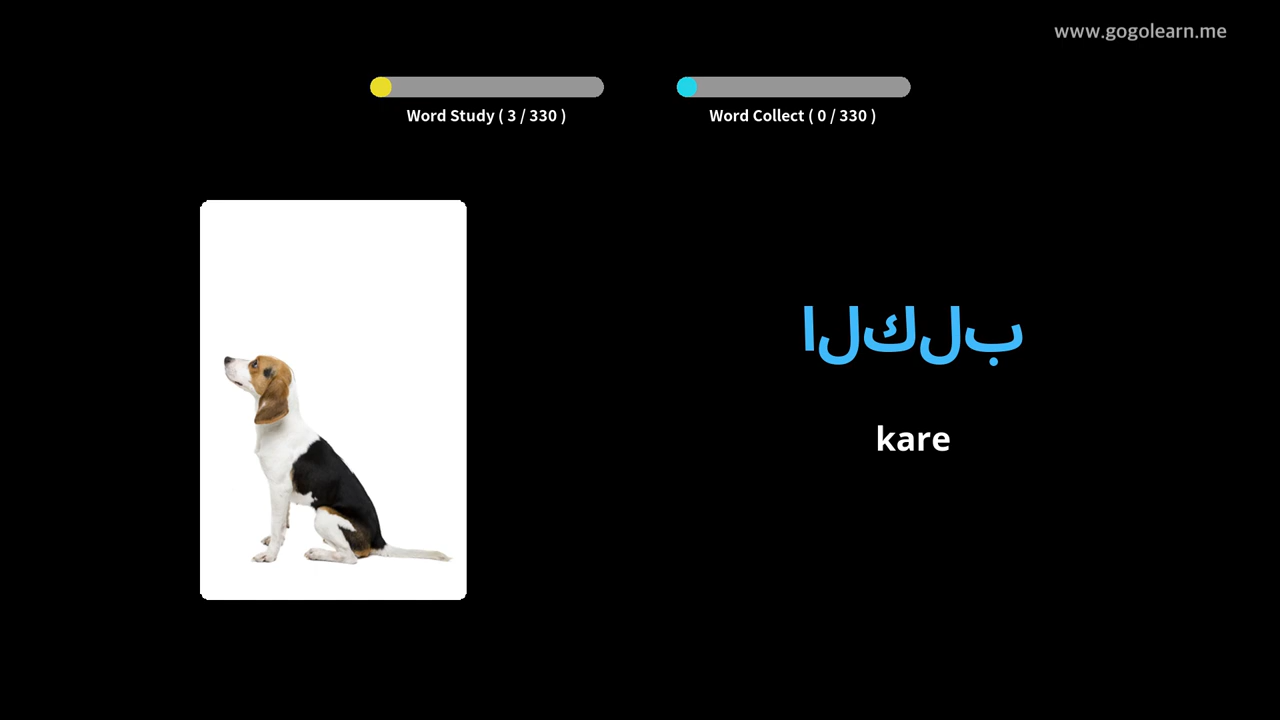 www.gogolearn.me
Word Study ( 3 / 330 )
Word Collect ( 0 / 330 )
الكلب
kare